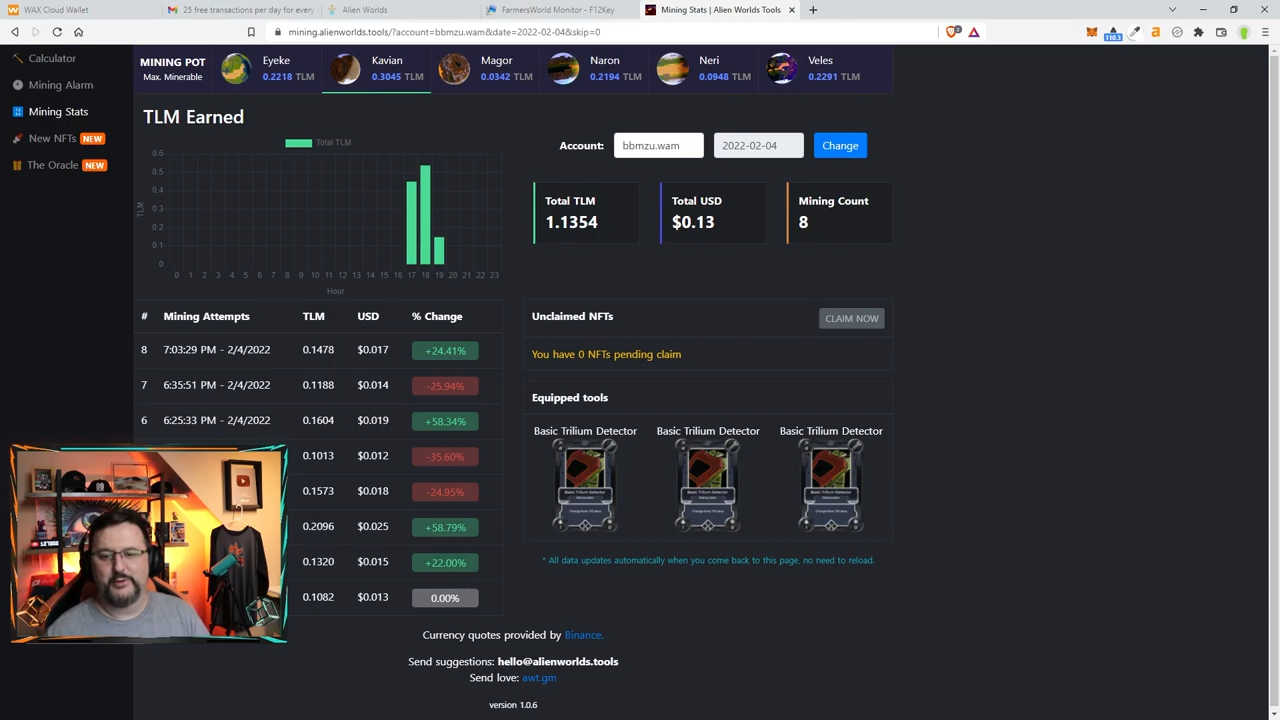 WAX Cloud Wallet
25 free transactions per day for every
Alien Worlds
FarmersWorld Monitor - F12Key
Mining Stats | Alien Worlds Tools
mining.alienworlds.tools/?account=bbmzu.wam&date=2022-02-04&skip=0
110.3
Calculator
Mining Alarm
Mining Stats
New NFTs NEW
The Oracle NEW
MINING POT
Max. Minerable
Eyeke
0.2218 TLM
Kavian
0.3045 TLM
Magor
0.0342 TLM
Naron
0.2194 TLM
Neri
0.0948 TLM
Veles
0.2291 TLM
TLM Earned
Total TLM
0.6
0.5
0.4
0.3
0.2
0.1
0
TLM
0 1 2 3 4 5 6 7 8 9 10 11 12 13 14 15 16 17 18 19 20 21 22 23
Hour
Account: bbmzu.wam 2022-02-04 Change
Total TLM
1.1354
Total USD
$0.13
Mining Count
8
# Mining Attempts TLM USD % Change
8 7:03:29 PM - 2/4/2022 0.1478 $0.017 +24.41%
7 6:35:51 PM - 2/4/2022 0.1188 $0.014 -25.94%
6 6:25:33 PM - 2/4/2022 0.1604 $0.019 +58.34%
0.1013 $0.012 -35.60%
0.1573 $0.018 -24.95%
0.2096 $0.025 +58.79%
0.1320 $0.015 +22.00%
0.1082 $0.013 0.00%
Unclaimed NFTs CLAIM NOW
You have 0 NFTs pending claim
Equipped tools
Basic Trilium Detector Basic Trilium Detector Basic Trilium Detector
Basic Trilium Detector Basic Trilium Detector Basic Trilium Detector
* All data updates automatically when you come back to this page, no need to reload.
Currency quotes provided by Binance.
Send suggestions: hello@alienworlds.tools
Send love: awt.gm
version 1.0.6